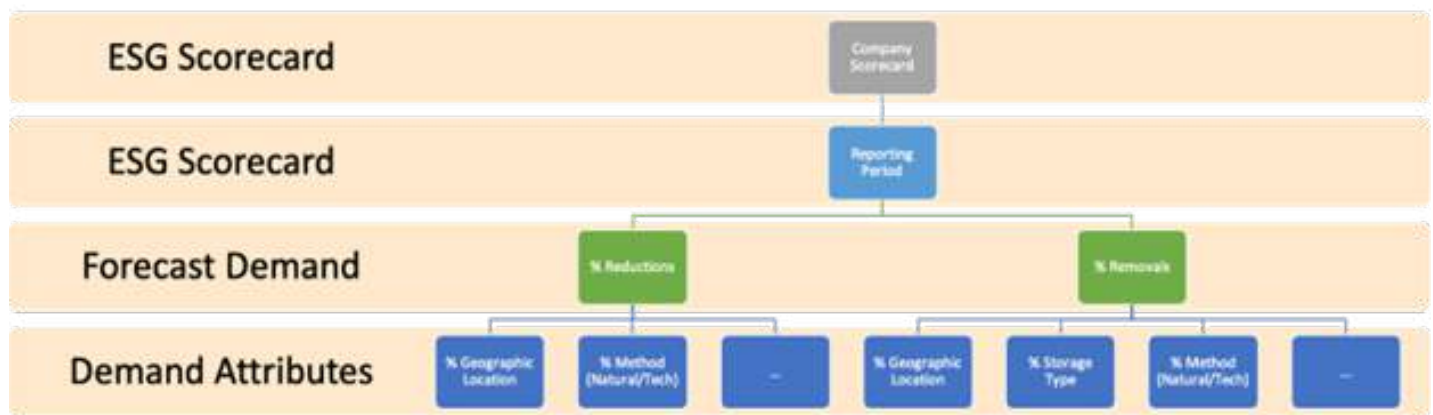 ESG Scorecard
Company
Scorecard
ESG Scorecard
Reporting
Period
Forecast Demand
% Reductions
% Removals
Demand Attributes
% Geographic
Location
% Method
(Natural/Tech)
...
% Geographic
Location
% Storage
Type
% Method
(Natural/Tech)
...